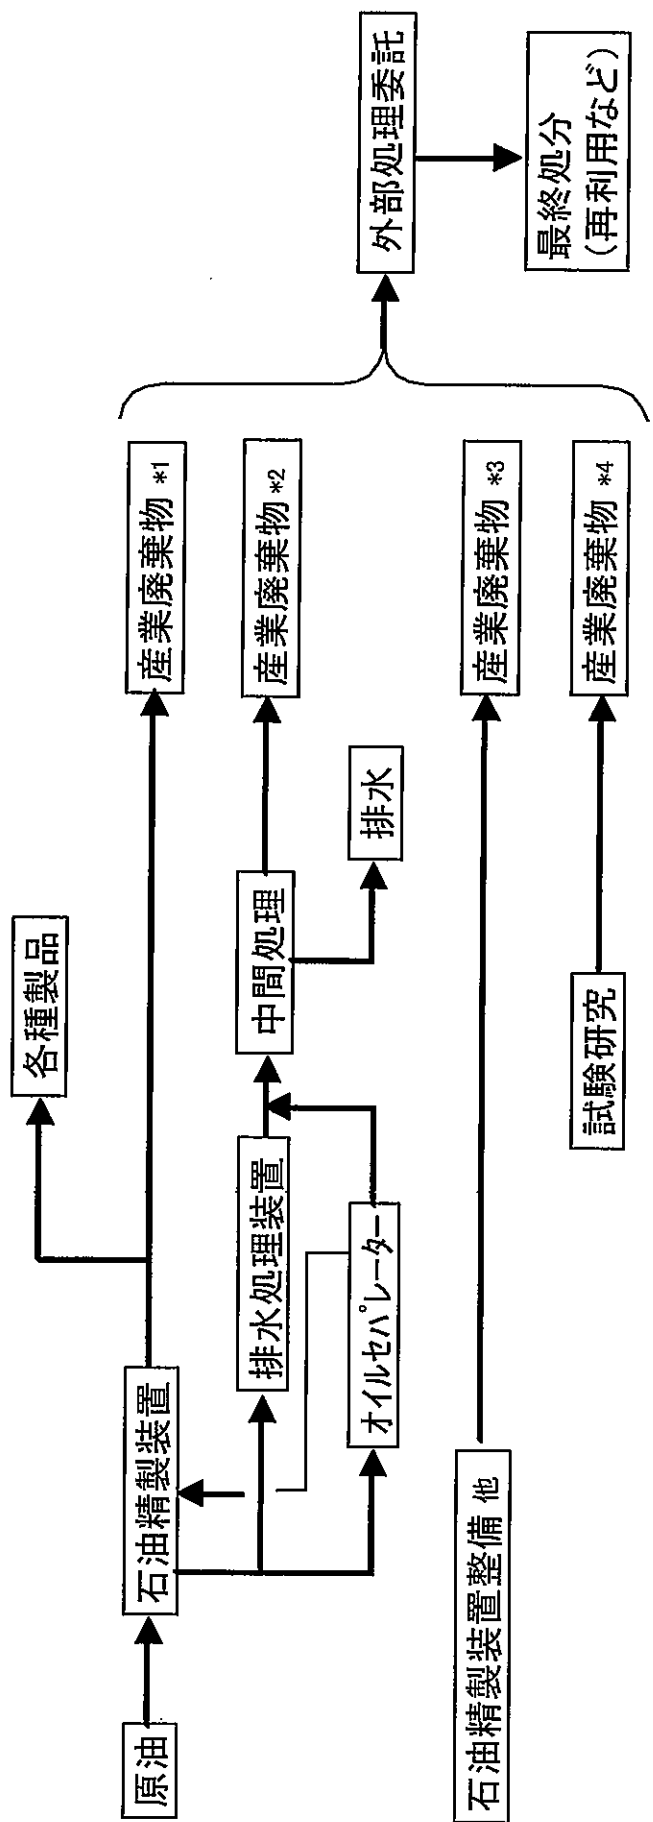 原油
石油精製装置
各種製品
産業廃棄物 *1
排水処理装置
中間処理
産業廃棄物 *2
オイルセパレーター
排水
石油精製装置整備 他
産業廃棄物 *3
試験研究
産業廃棄物 *4
外部処理委託
最終処分
(再利用など)